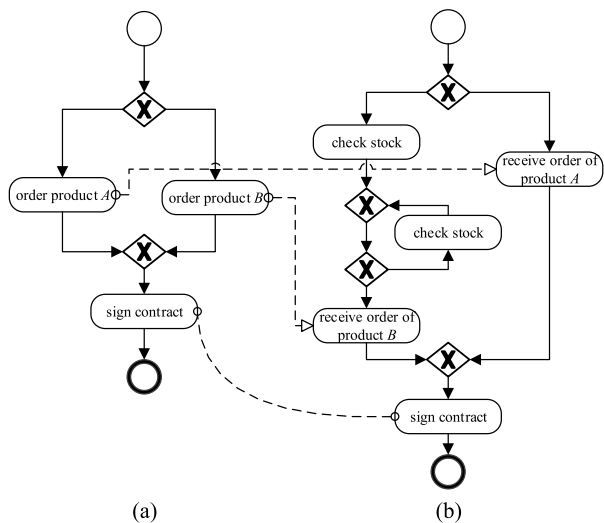 X
order product A
order product B
X
sign contract
(a)
X
check stock
receive order of
product A
X
check stock
X
receive order of
product B
X
sign contract
(b)